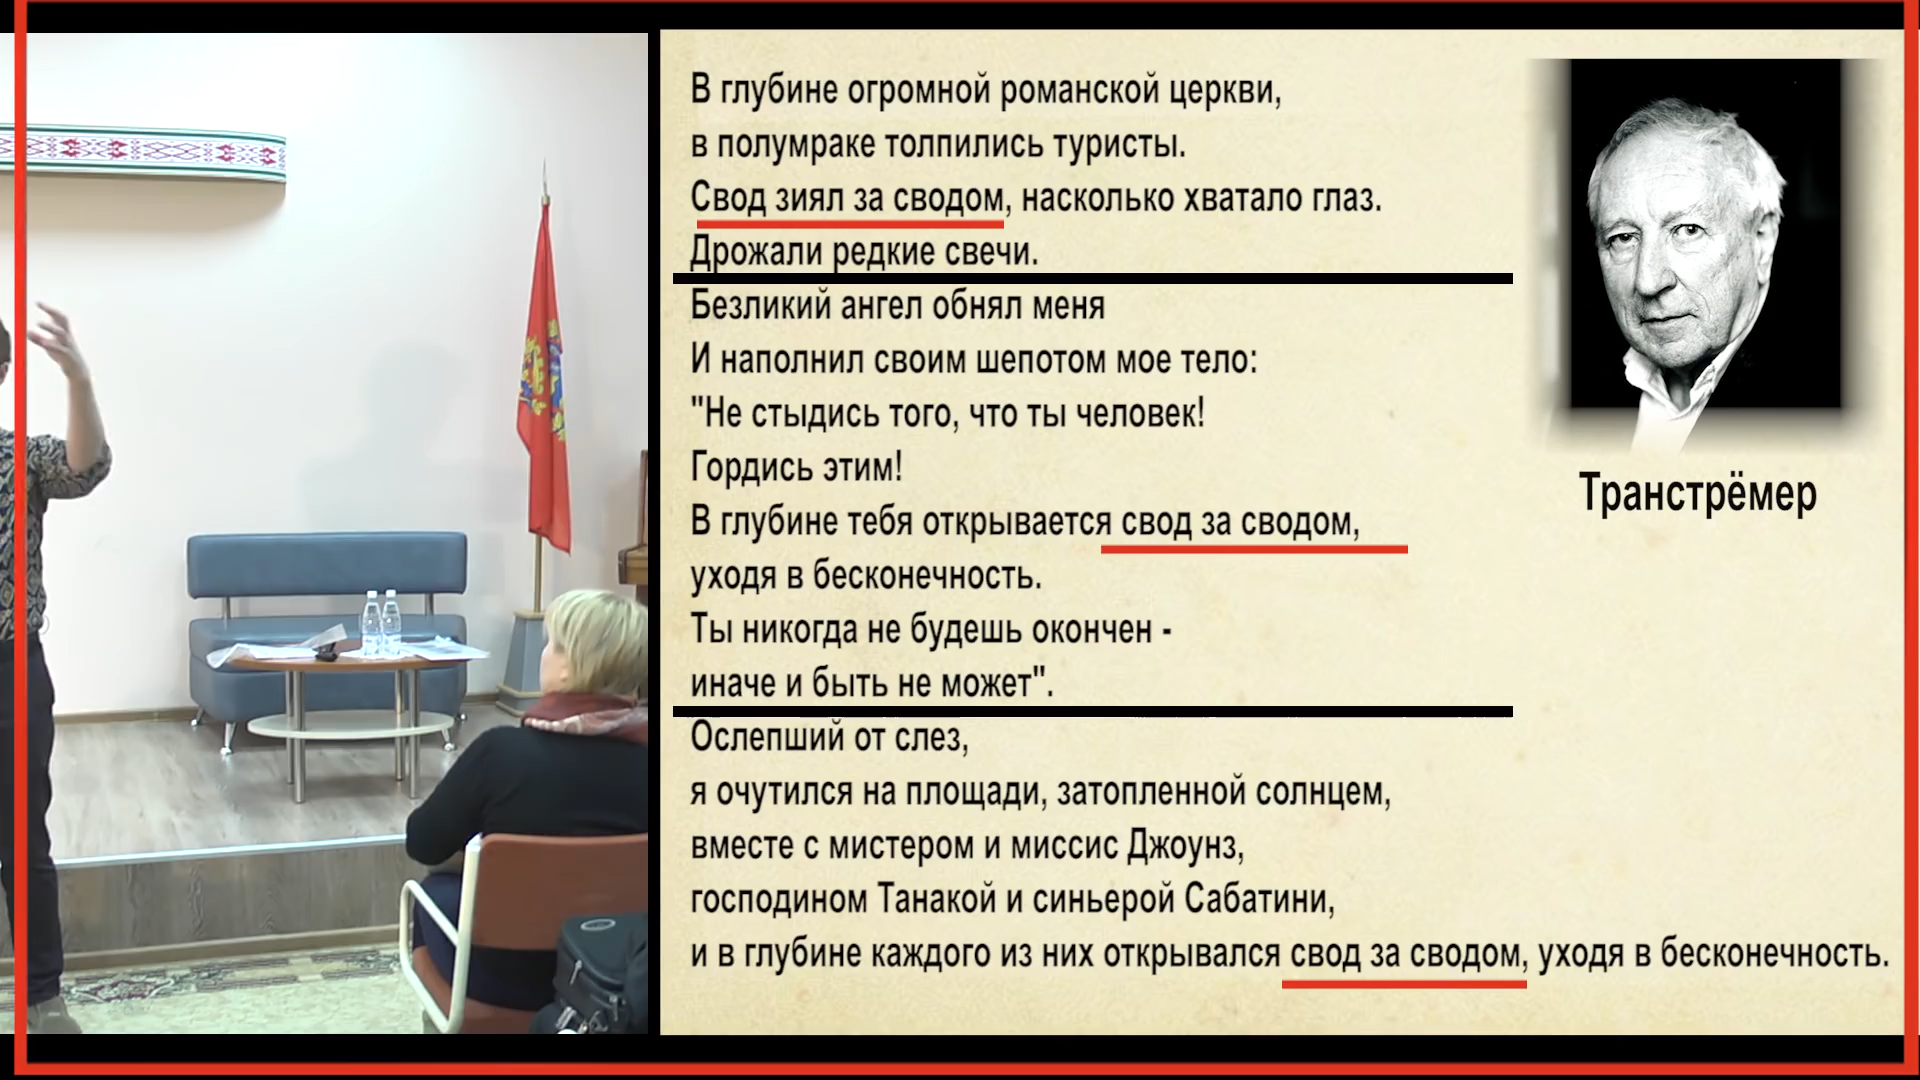 В глубине огромной романской церкви,
в полумраке толпились туристы.
Свод зиял за сводом, насколько хватало глаз.
Дрожали редкие свечи.
Безликий ангел обнял меня
И наполнил своим шепотом мое тело:
"Не стыдись того, что ты человек!
Гордись этим!
В глубине тебя открывается свод за сводом,
уходя в бесконечность.
Ты никогда не будешь окончен -
иначе и быть не может".
Ослепший от слез,
я очутился на площади, затопленной солнцем,
вместе с мистером и миссис Джоунз,
господином Танакой и синьерой Сабатини,
и в глубине каждого из них открывался свод за сводом, уходя в бесконечность.
Транстрёмер